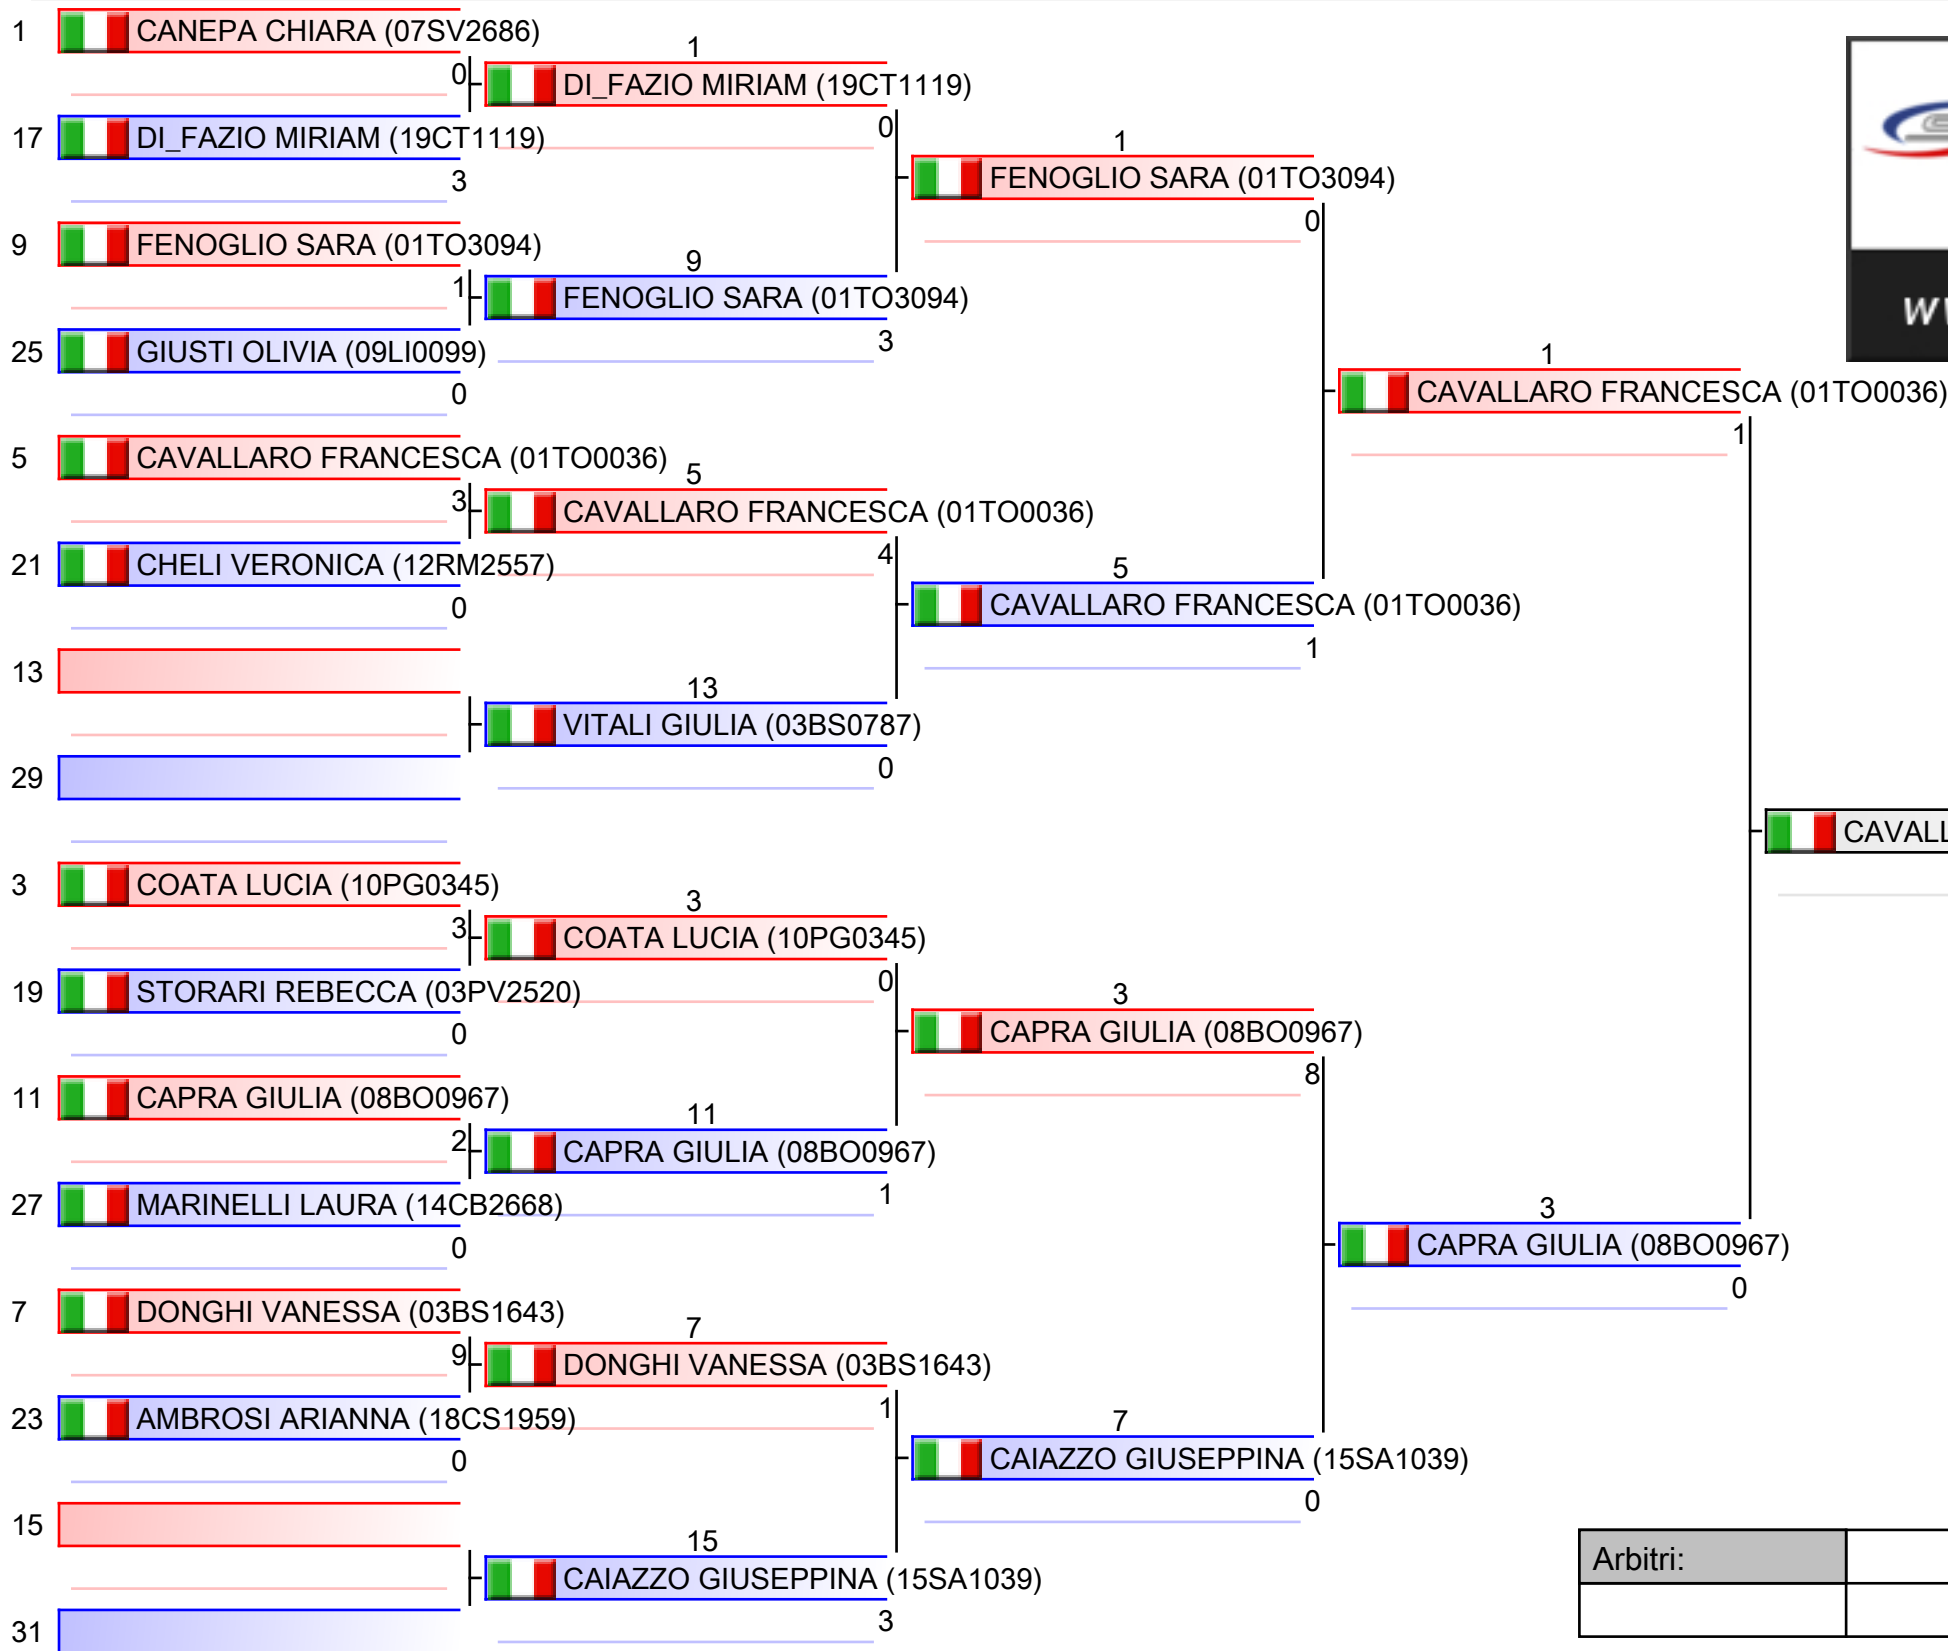 1 CANEPA CHIARA (07SV2686)
0
17 DI_FAZIO MIRIAM (19CT1119)
3
9 FENOGLIO SARA (01TO3094)
1
25 GIUSTI OLIVIA (09LI0099)
0
5 CAVALLARO FRANCESCA (01TO0036)
3
21 CHELI VERONICA (12RM2557)
0
13
29
3 COATA LUCIA (10PG0345)
3
19 STORARI REBECCA (03PV2520)
0
11 CAPRA GIULIA (08BO0967)
2
27 MARINELLI LAURA (14CB2668)
0
7 DONGHI VANESSA (03BS1643)
9
23 AMBROSI ARIANNA (18CS1959)
0
15
31
1
DI_FAZIO MIRIAM (19CT1119)
0
9
FENOGLIO SARA (01TO3094)
3
5
CAVALLARO FRANCESCA (01TO0036)
4
13
VITALI GIULIA (03BS0787)
0
3
COATA LUCIA (10PG0345)
0
11
CAPRA GIULIA (08BO0967)
1
7
DONGHI VANESSA (03BS1643)
1
15
CAIAZZO GIUSEPPINA (15SA1039)
3
1
FENOGLIO SARA (01TO3094)
0
5
CAVALLARO FRANCESCA (01TO0036)
1
3
CAPRA GIULIA (08BO0967)
8
7
CAIAZZO GIUSEPPINA (15SA1039)
0
1
CAVALLARO FRANCESCA (01TO0036)
1
3
CAPRA GIULIA (08BO0967)
0
CAVALL
Arbitri: